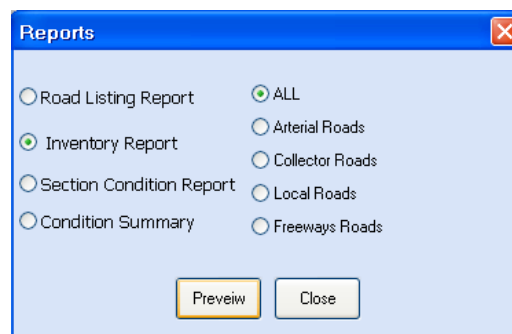 Reports
Road Listing Report
Inventory Report
Section Condition Report
Condition Summary
ALL
Arterial Roads
Collector Roads
Local Roads
Freeways Roads
Preveiw
Close